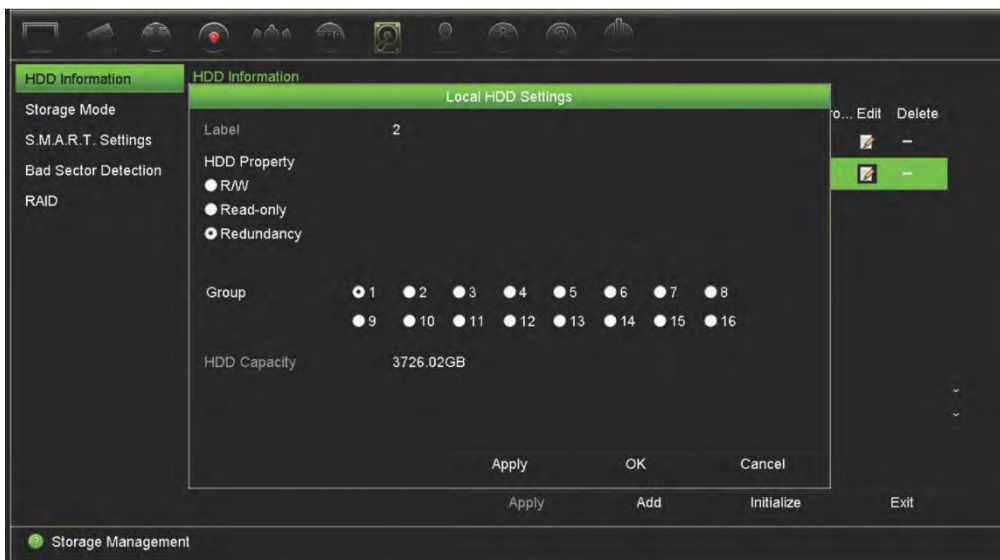 HDD Information
HDD Information
Local HDD Settings
Storage Mode
o... Edit Delete
Label 2
S.M.A.R.T. Settings
HDD Property
Bad Sector Detection
R/W
RAID
Read-only
Redundancy
Group 1 2 3 4 5 6 7 8
9 10 11 12 13 14 15 16
HDD Capacity 3726.02GB
Apply OK Cancel
Apply Add Initialize Exit
Storage Management